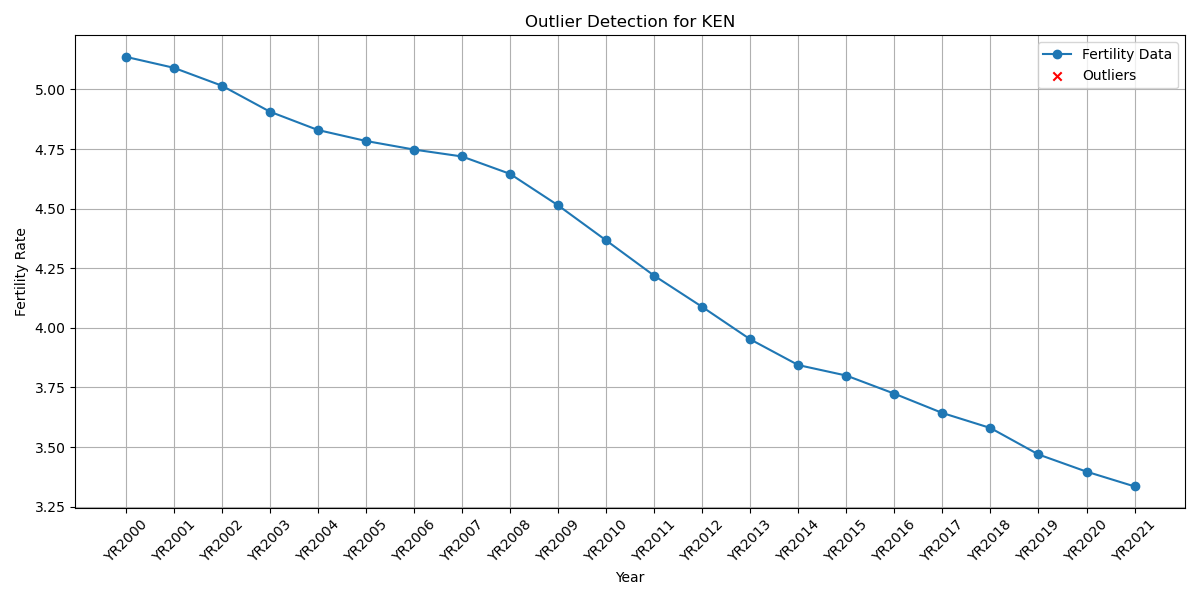 Outlier Detection for KEN
Fertility Data
Outliers
Fertility Rate
5.00
4.75
4.50
4.25
4.00
3.75
3.50
3.25
YR2000 YR2001 YR2002 YR2003 YR2004 YR2005 YR2006 YR2007 YR2008 YR2009 YR2010 YR2011 YR2012 YR2013 YR2014 YR2015 YR2016 YR2017 YR2018 YR2019 YR2020 YR2021
Year